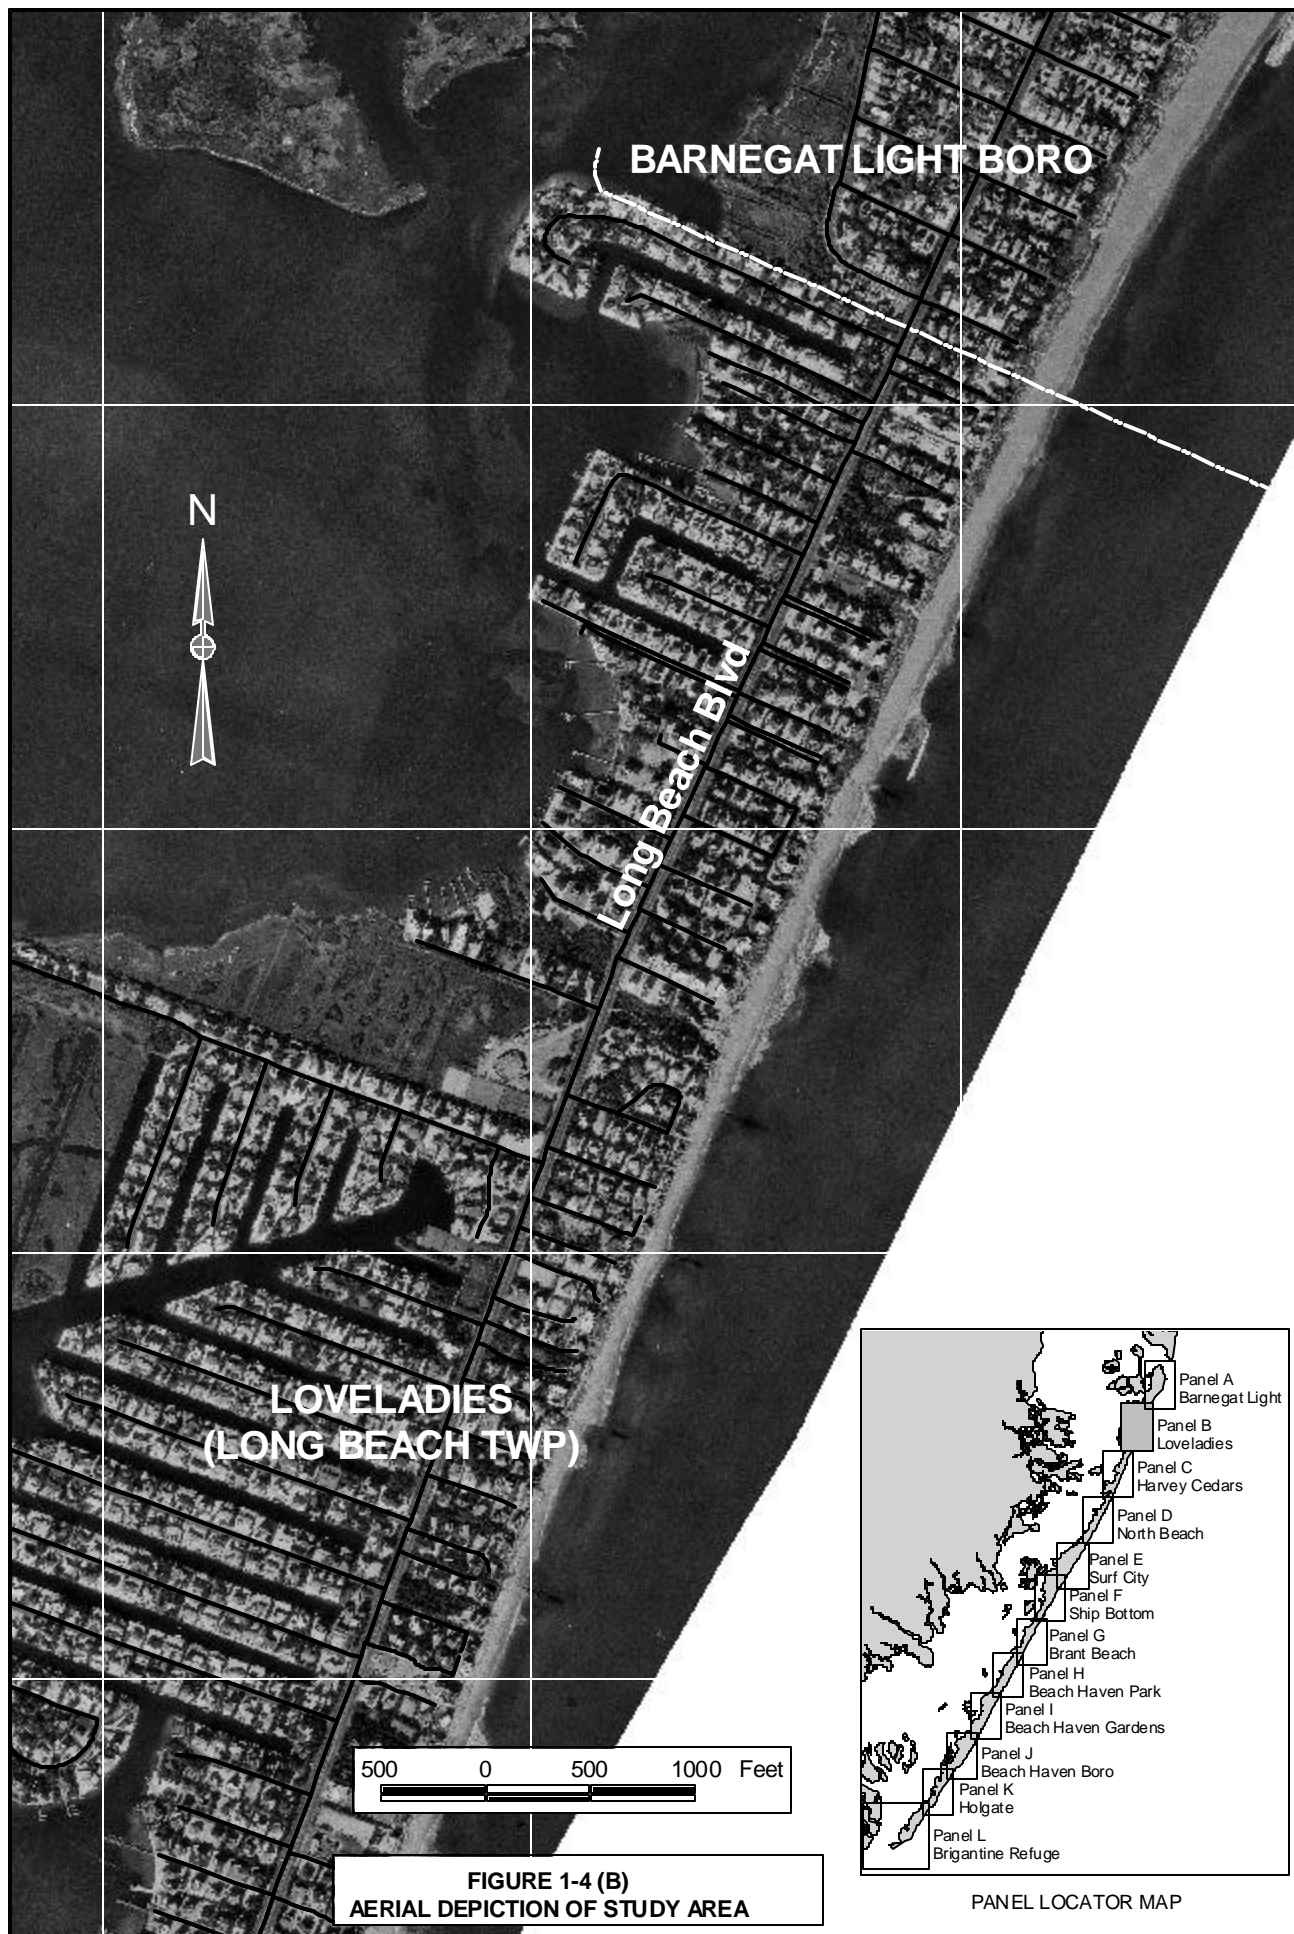 BARNEGAT LIGHT BORO
N
Long Beach Blvd
LOVELADIES
(LONG BEACH TWP)
Panel A
Barnegat Light
Panel B
Loveladies
Panel C
Harvey Cedars
Panel D
North Beach
Panel E
Surf City
Panel F
Ship Bottom
Panel G
Brant Beach
Panel H
Beach Haven Park
Panel I
Beach Haven Gardens
Panel J
Beach Haven Boro
Panel K
Holgate
Panel L
Brigantine Refuge
500 0 500 1000 Feet
FIGURE 1-4 (B)
AERIAL DEPICTION OF STUDY AREA
PANEL LOCATOR MAP